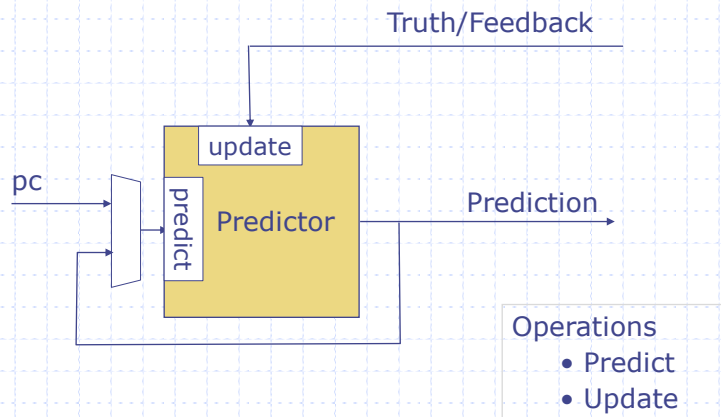 Truth/Feedback
update
pc
predict
Predictor
Prediction
Operations
• Predict
• Update